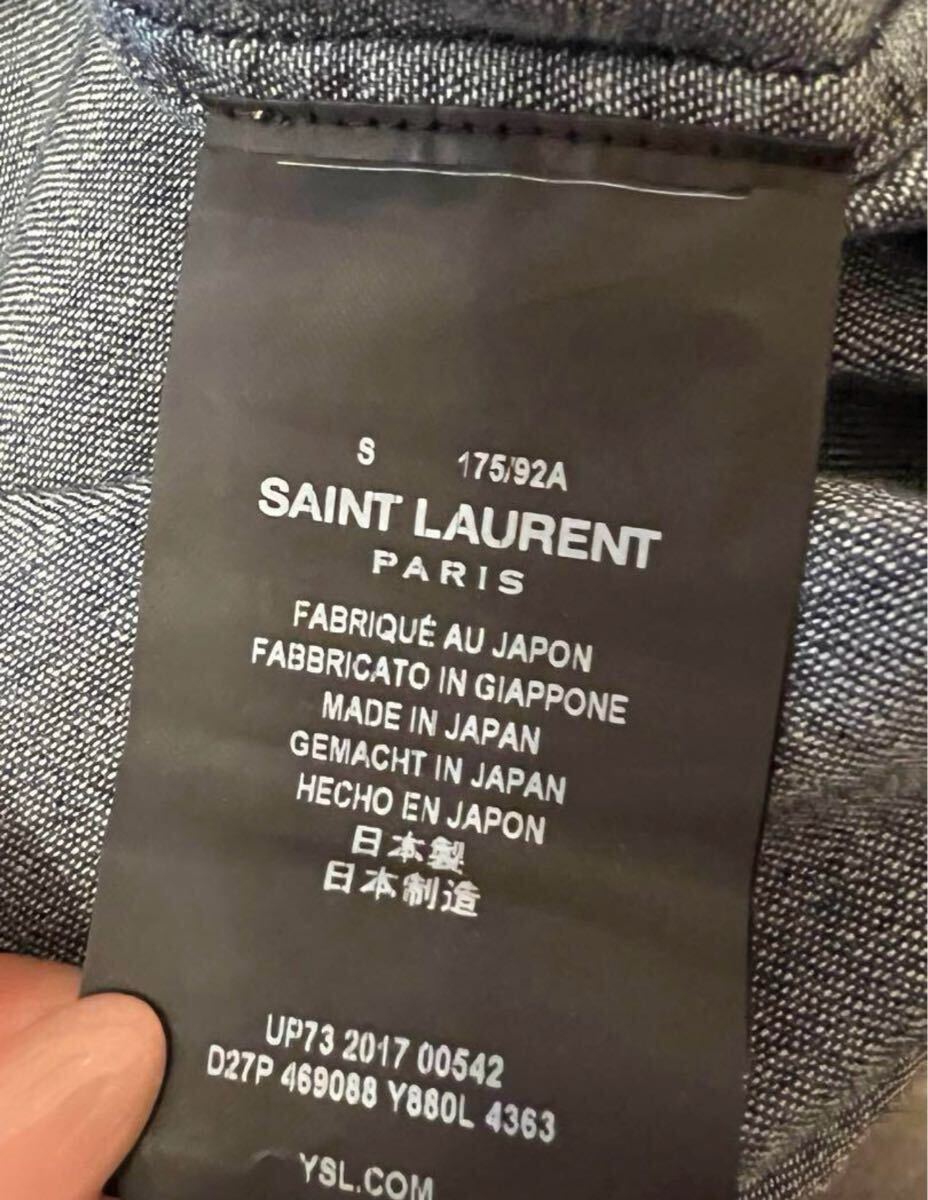 S 175/92A
SAINT LAURENT
PARIS
FABRIQUÉ AU JAPON
FABBRICATO IN GIAPPONE
MADE IN JAPAN
GEMACHT IN JAPAN
HECHO EN JAPON
日本製
日本制造
UP73 2017 00542
D27P 469088 Y880L 4363
YSL.COM